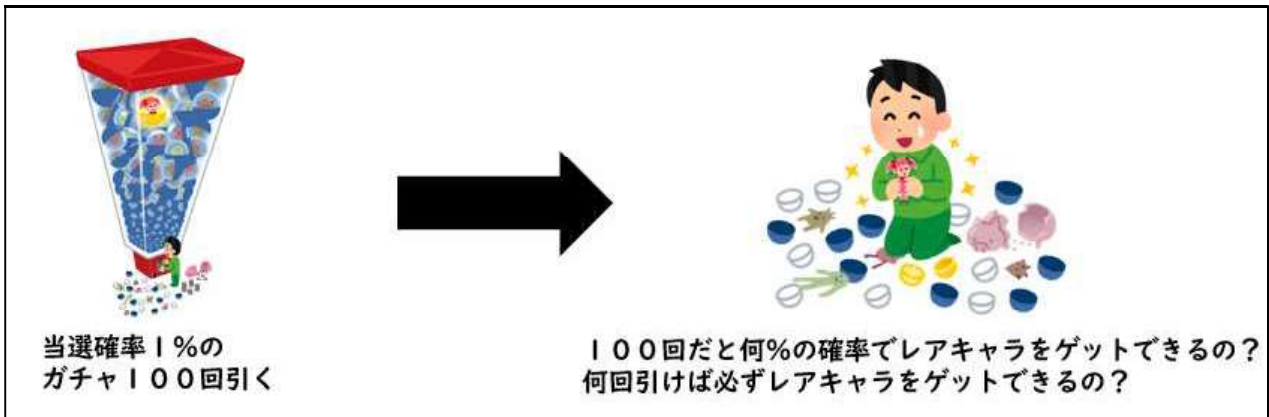 当選確率1%の
ガチャ100回引く
100回だと何%の確率でレアキャラをゲットできるの?
何回引けば必ずレアキャラをゲットできるの?